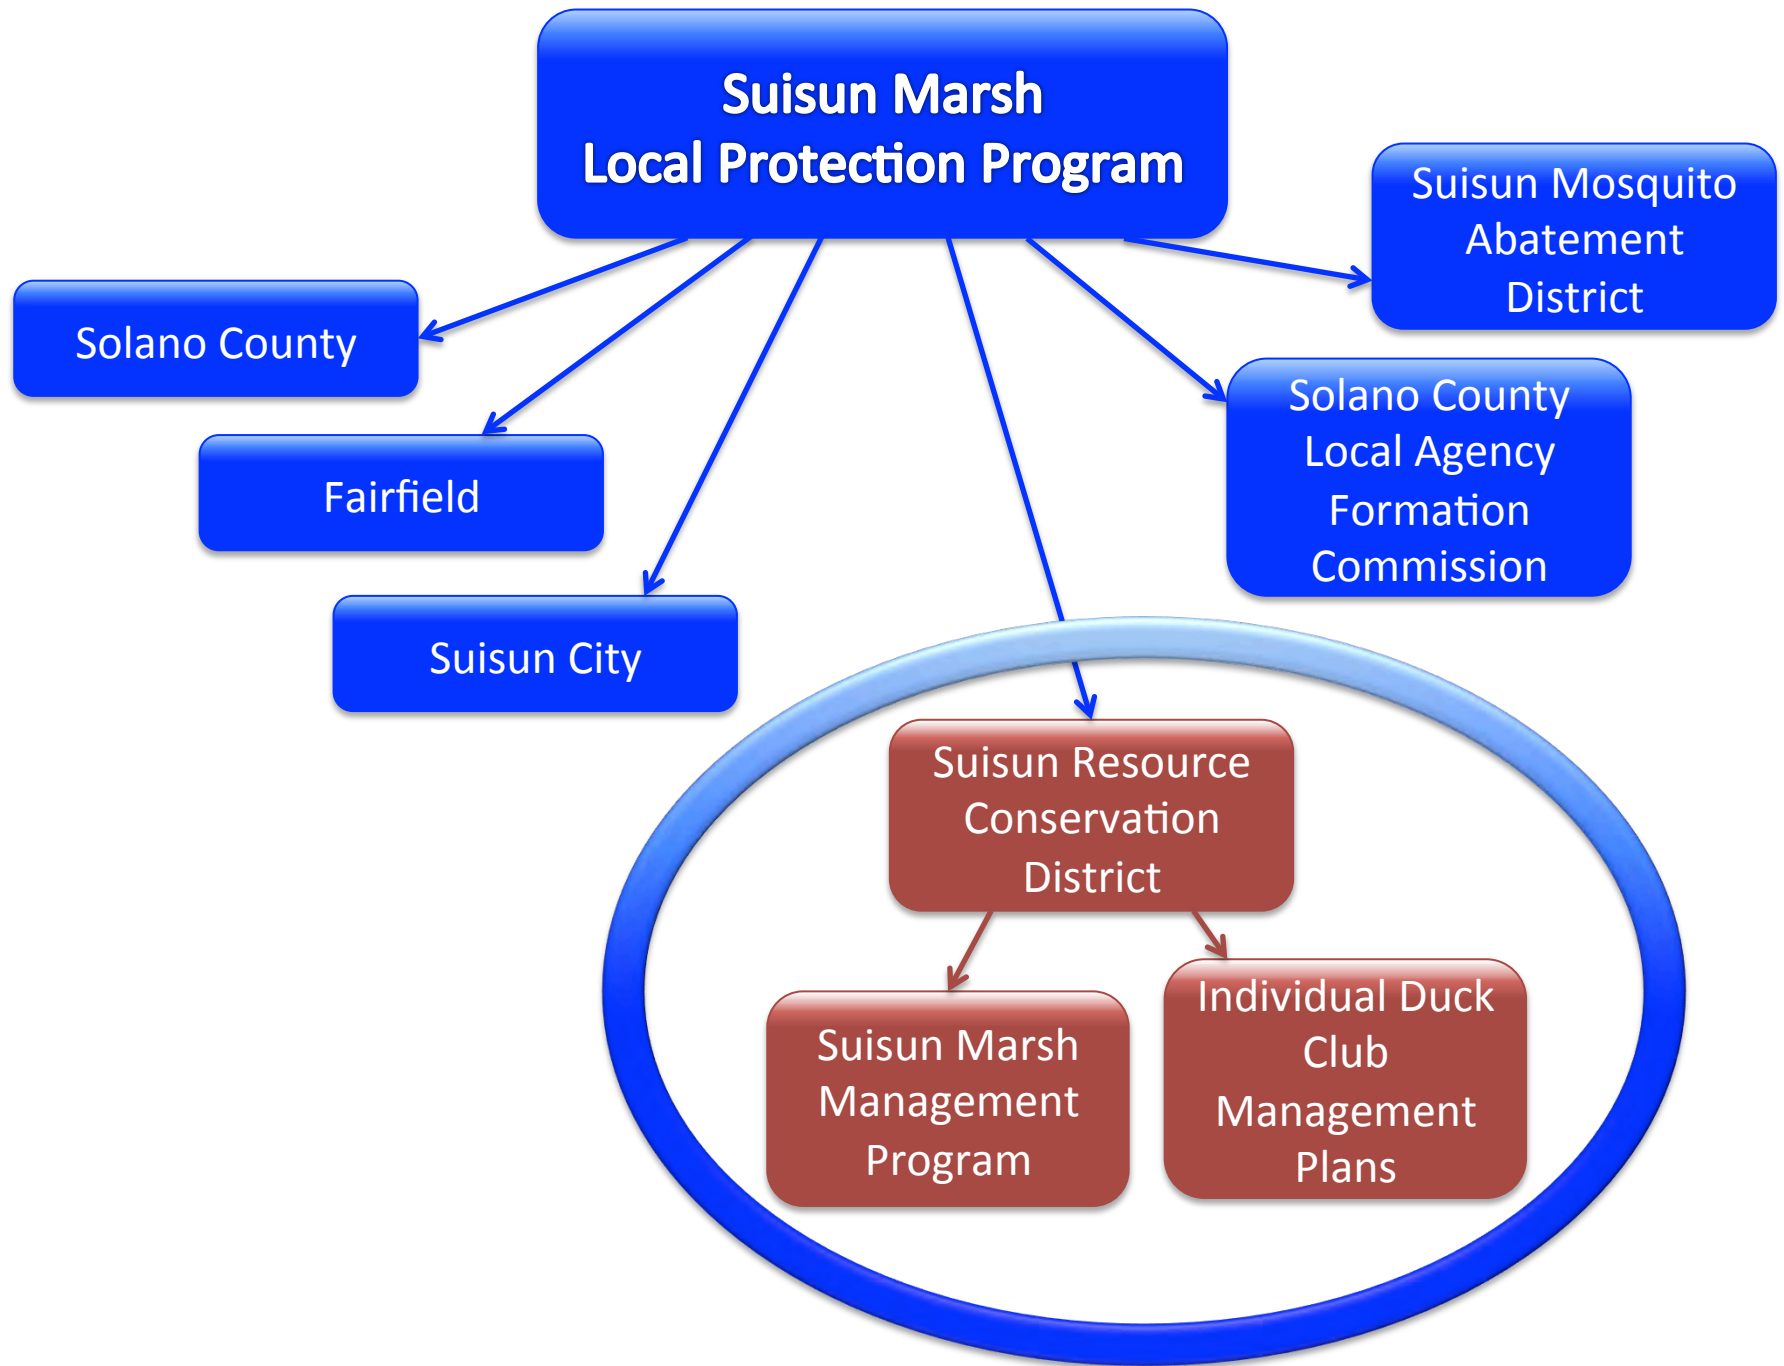 Suisun Marsh
Local Protection Program
Suisun Mosquito
Abatement
District
Solano County
Solano County
Local Agency
Formation
Commission
Fairfield
Suisun City
Suisun Resource
Conservation
District
Suisun Marsh
Management
Program
Individual Duck
Club
Management
Plans